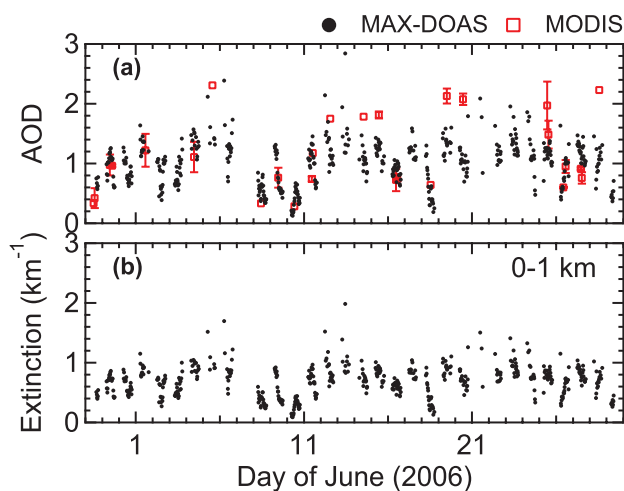 MAX-DOAS MODIS
(a)
AOD
3
2
1
0
(b)
0-1 km
Extinction (km⁻¹)
3
2
1
0
1 11 21
Day of June (2006)